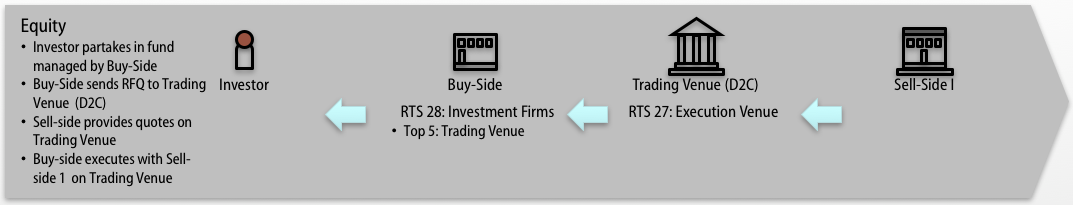 Equity
• Investor partakes in fund
managed by Buy-Side
• Buy-Side sends RFQ to Trading
Venue (D2C)
• Sell-side provides quotes on
Trading Venue
• Buy-side executes with Sell-
side 1 on Trading Venue
Investor
Buy-Side
RTS 28: Investment Firms
• Top 5: Trading Venue
Trading Venue (D2C)
RTS 27: Execution Venue
Sell-Side I